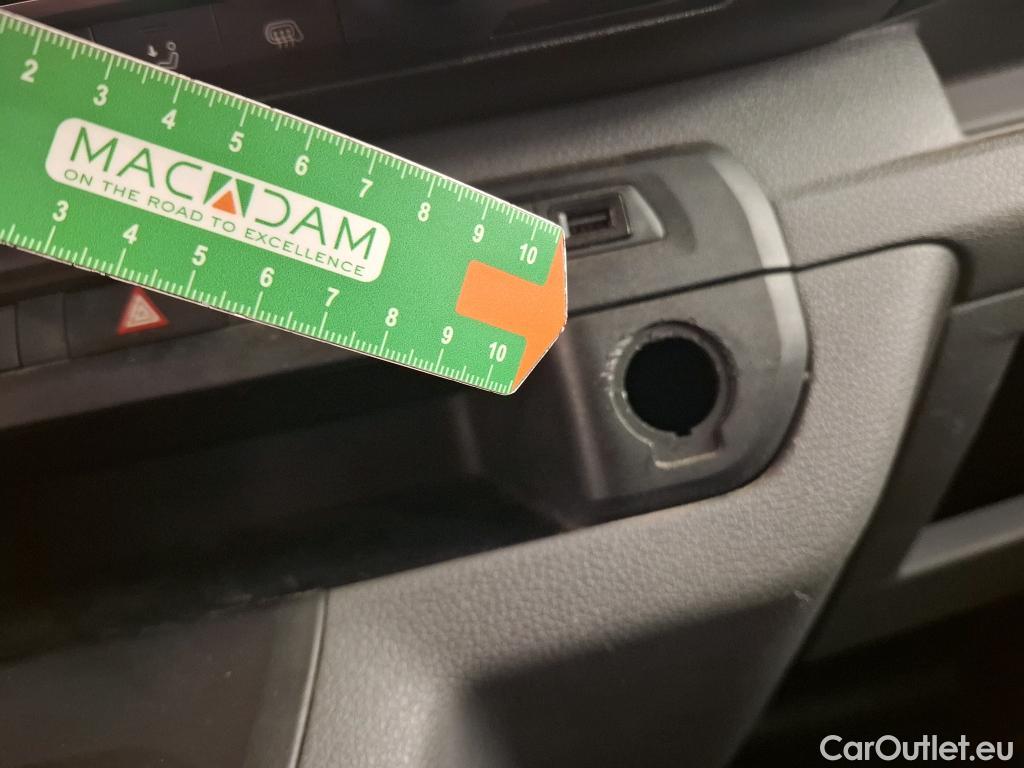 2 3 4 5 6 7 8 9 10
MACADAM
ON THE ROAD TO EXCELLENCE
3 4 5 6 7 8 9 10
CarOutlet.eu